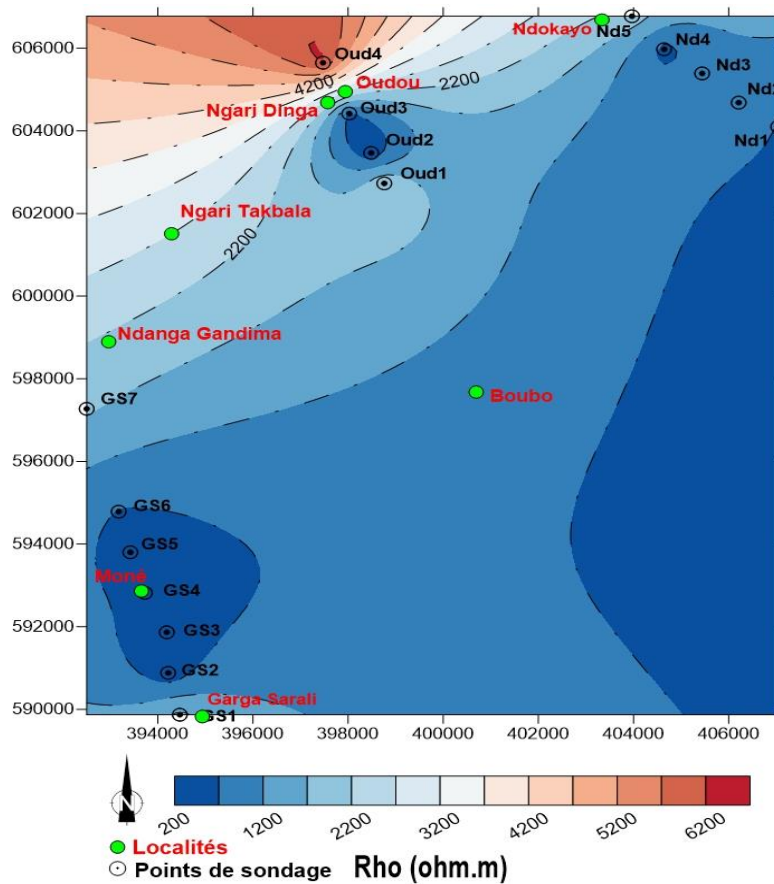 606000
604000
602000
600000
598000
596000
594000
592000
590000
Ndokayo
Nd5
Nd4
Nd3
Nd1
Oud4
4200
Oudou
2200
Ngari Dinga
Oud3
Oud2
Oud1
Ngari Takbala
2200
Ndanga Gandima
GS7
Boubo
GS6
GS5
Moné
GS4
GS3
GS2
Garga Sarali
GS1
394000 396000 398000 400000 402000 404000 406000
200 1200 2200 3200 4200 5200 6200
N
Localités
Points de sondage
Rho (ohm.m)